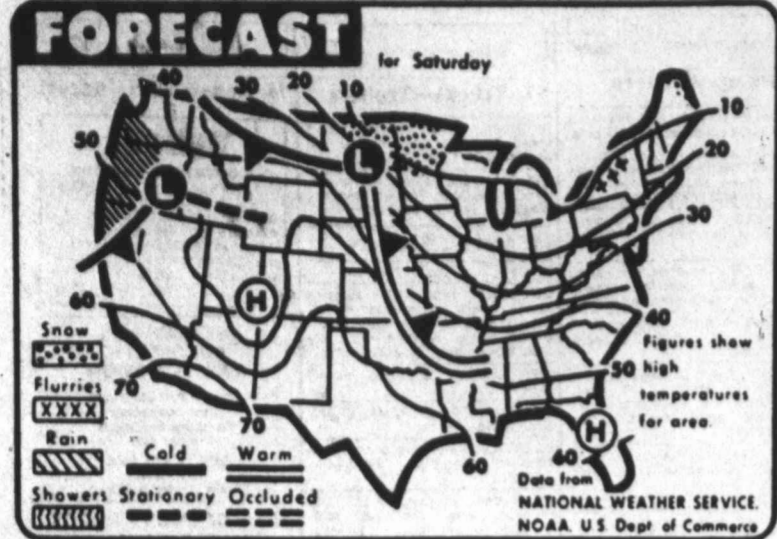 FORECAST
for Saturday
40 30 20 10
10
50
20
L
L
30
H
60
40
Snow
Figures show
high
temperatures
for area.
50
Flurries
XXXX
70
70
Rain
Cold Warm
H
60
60
Showers Stationary Occluded
Data from
NATIONAL WEATHER SERVICE,
NOAA, U.S. Dept. of Commerce